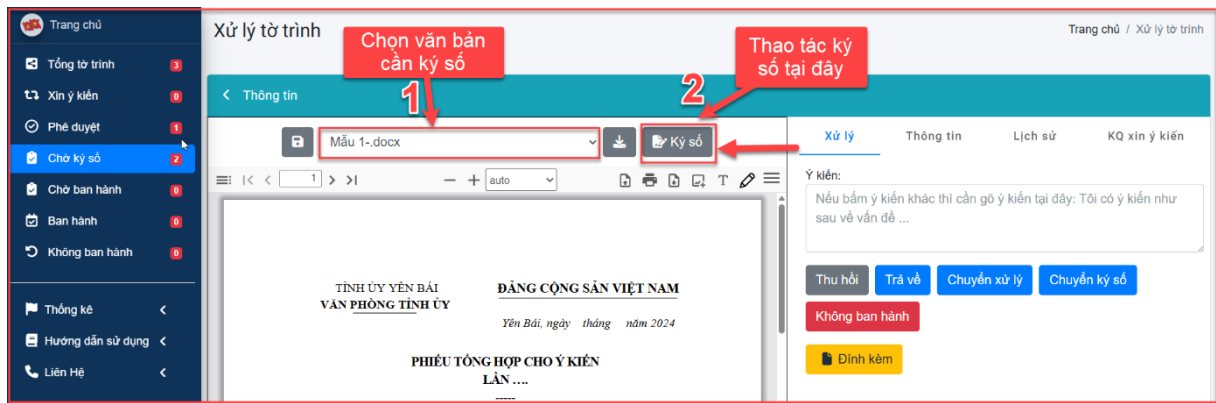 Trang chủ
Tổng tờ trình 3
Xin ý kiến 0
Phê duyệt 1
Chờ ký số 2
Chờ ban hành 0
Ban hành 0
Không ban hành 0
Thống kê
Hướng dẫn sử dụng
Liên Hệ
Xử lý tờ trình
Trang chủ / Xử lý tờ trình
Chọn văn bản
cần ký số
Thao tác ký
số tại đây
1
2
Thông tin
Mẫu 1-.docx
Ký số
1
auto
T
TỈNH ỦY YÊN BÁI
VĂN PHÒNG TỈNH ỦY
ĐẢNG CỘNG SẢN VIỆT NAM
Yên Bái, ngày tháng năm 2024
PHIẾU TỔNG HỢP CHO Ý KIẾN
LẦN ....
-----
Xử lý
Thông tin
Lịch sử
KQ xin ý kiến
Ý kiến:
Nếu bấm ý kiến khác thì cần gõ ý kiến tại đây: Tôi có ý kiến như
sau về vấn đề ...
Thu hồi
Trả về
Chuyển xử lý
Chuyển ký số
Không ban hành
Đính kèm